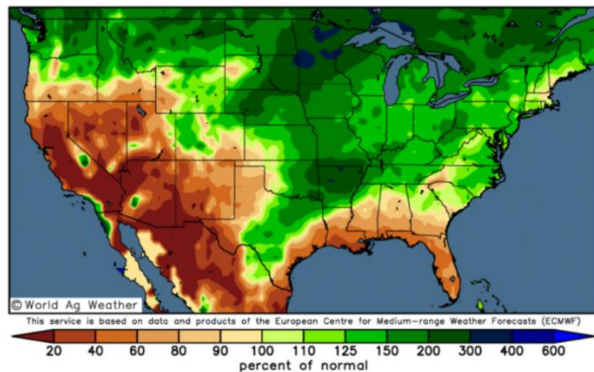 © World Ag Weather
This service is based on data and products of the European Centre for Medium-range Weather Forecasts (ECMWF)
20 40 60 80 90 100 110 125 150 200 300 400 600
percent of normal